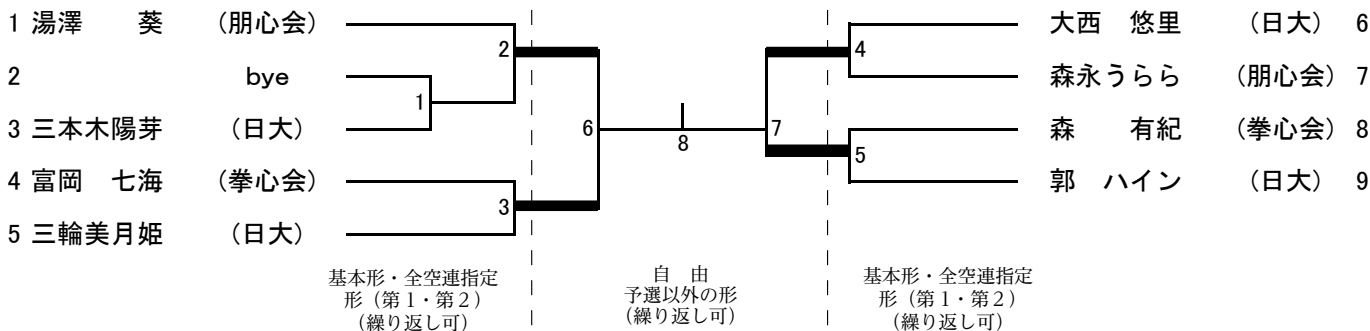 1 湯澤　　葵　（朋心会）
2　　　　　　bye
3 三本木陽芽　（日大）
4 富岡　七海　（拳心会）
5 三輪美月姫　（日大）
1
2
3
6
8
7
4
5
大西　悠里　（日大）　6
森永うらら　（朋心会）　7
森　　有紀　（拳心会）　8
郭　ハイン　（日大）　9
基本形・全空連指定
形（第１・第２）
（繰り返し可）
自　由
予選以外の形
（繰り返し可）
基本形・全空連指定
形（第１・第２）
（繰り返し可）